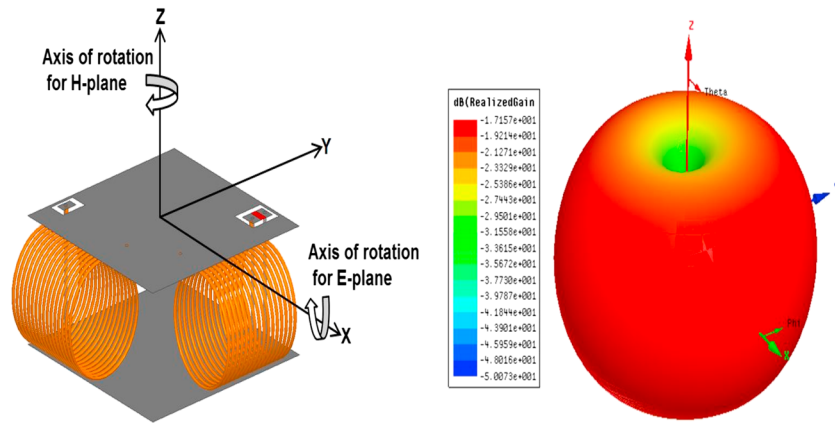 Z
Axis of rotation
for H-plane
Y
Axis of rotation
for E-plane
X
dB(RealizedGain
-1.7157e+001
-1.9214e+001
-2.1271e+001
-2.3329e+001
-2.5386e+001
-2.7443e+001
-2.9501e+001
-3.1558e+001
-3.3615e+001
-3.5672e+001
-3.7730e+001
-3.9787e+001
-4.1844e+001
-4.3901e+001
-4.5959e+001
-4.8016e+001
-5.0073e+001
Z
Theta
Phi
X